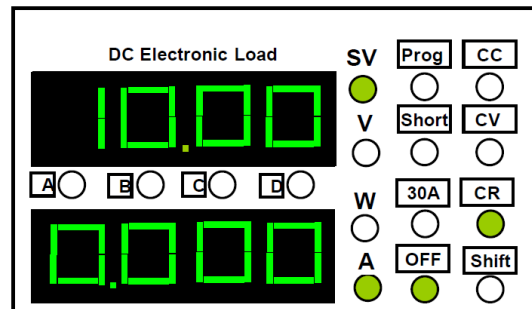 DC Electronic Load SV Prog CC
10.00
V Short CV
A B C D
W 30A CR
0.000
A OFF Shift